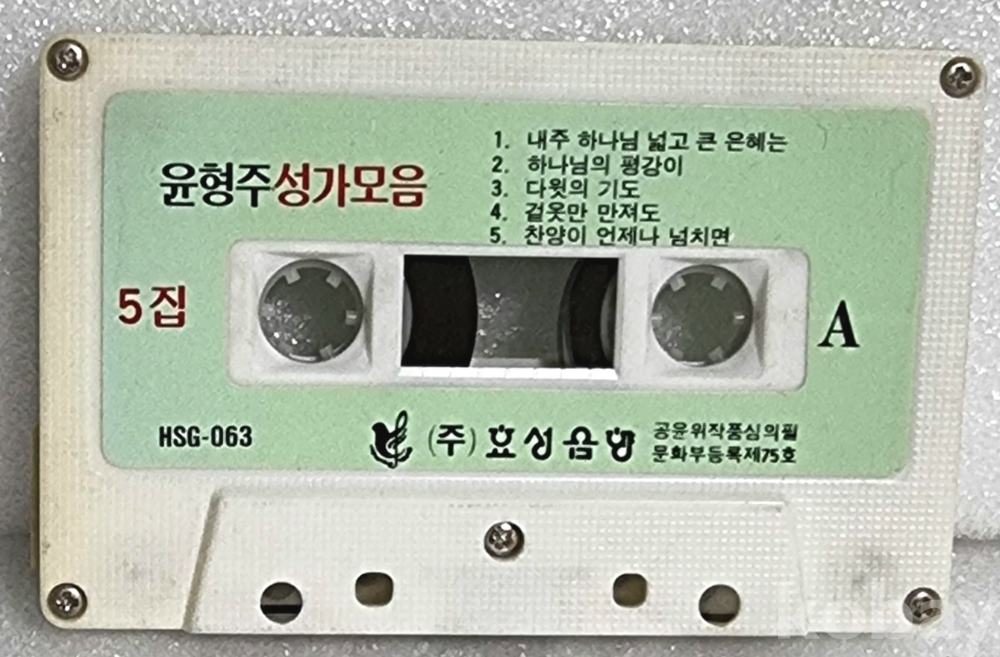 윤형주성가모음
1. 내주 하나님 넓고 큰 은혜는
2. 하나님의 평강이
3. 다윗의 기도
4. 겉옷만 만져도
5. 찬양이 언제나 넘치면
5집
A
HSG-063
(주)효성음향
공윤위작품심의필
문화부등록제75호